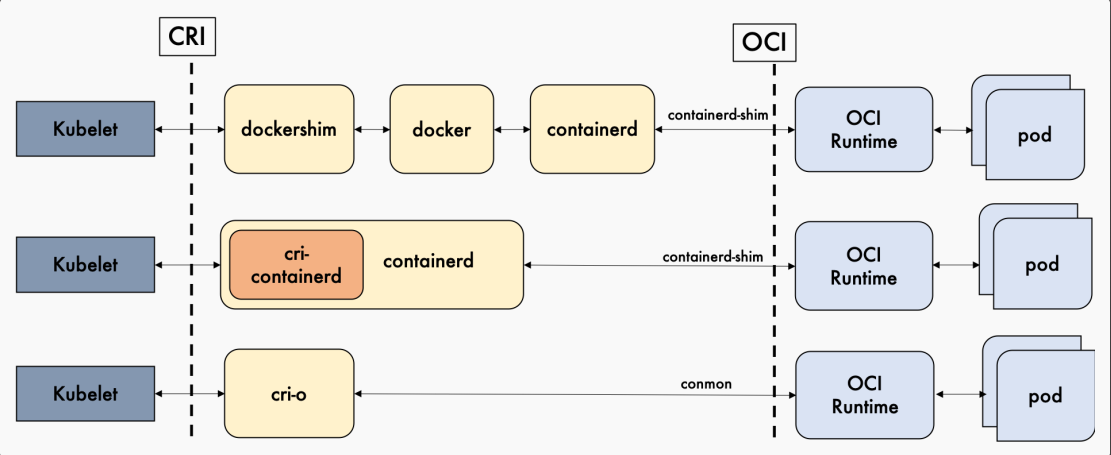 CRI
OCI
Kubelet
dockershim
docker
containerd
containerd-shim
OCI
Runtime
pod
Kubelet
cri-
containerd
containerd
containerd-shim
OCI
Runtime
pod
Kubelet
cri-o
conmon
OCI
Runtime
pod